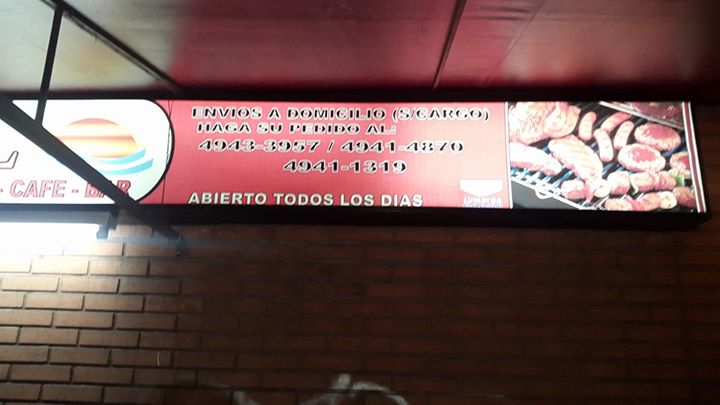 ENVIOS A DOMICILIO (S/CARGO)
HAGA SU PEDIDO AL:
4943-3957 / 4941-4870
4941-1319
ABIERTO TODOS LOS DIAS
- CAFE - BAR